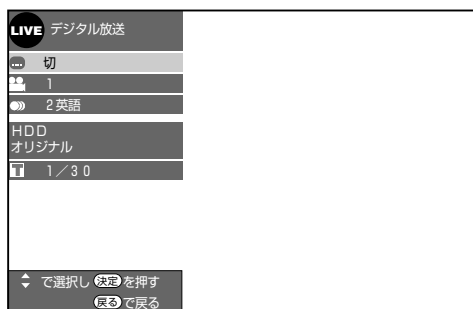 LIVE デジタル放送
切
1
2英語
HDD
オリジナル
T 1／30
で選択し 決定 を押す
戻る で戻る